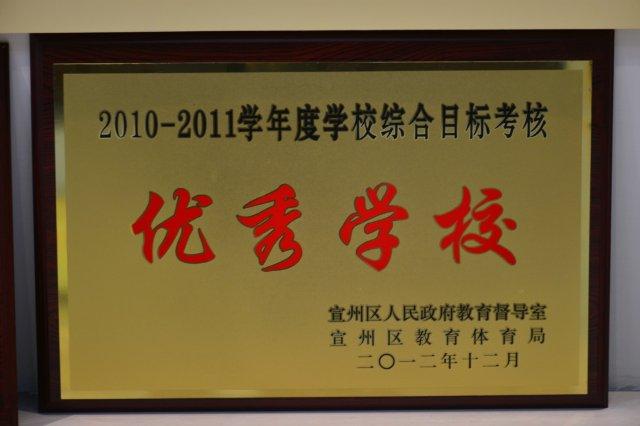 2010-2011学年度学校综合目标考核
优秀学校
宣州区人民政府教育督导室
宣州区教育体育局
二〇一二年十二月